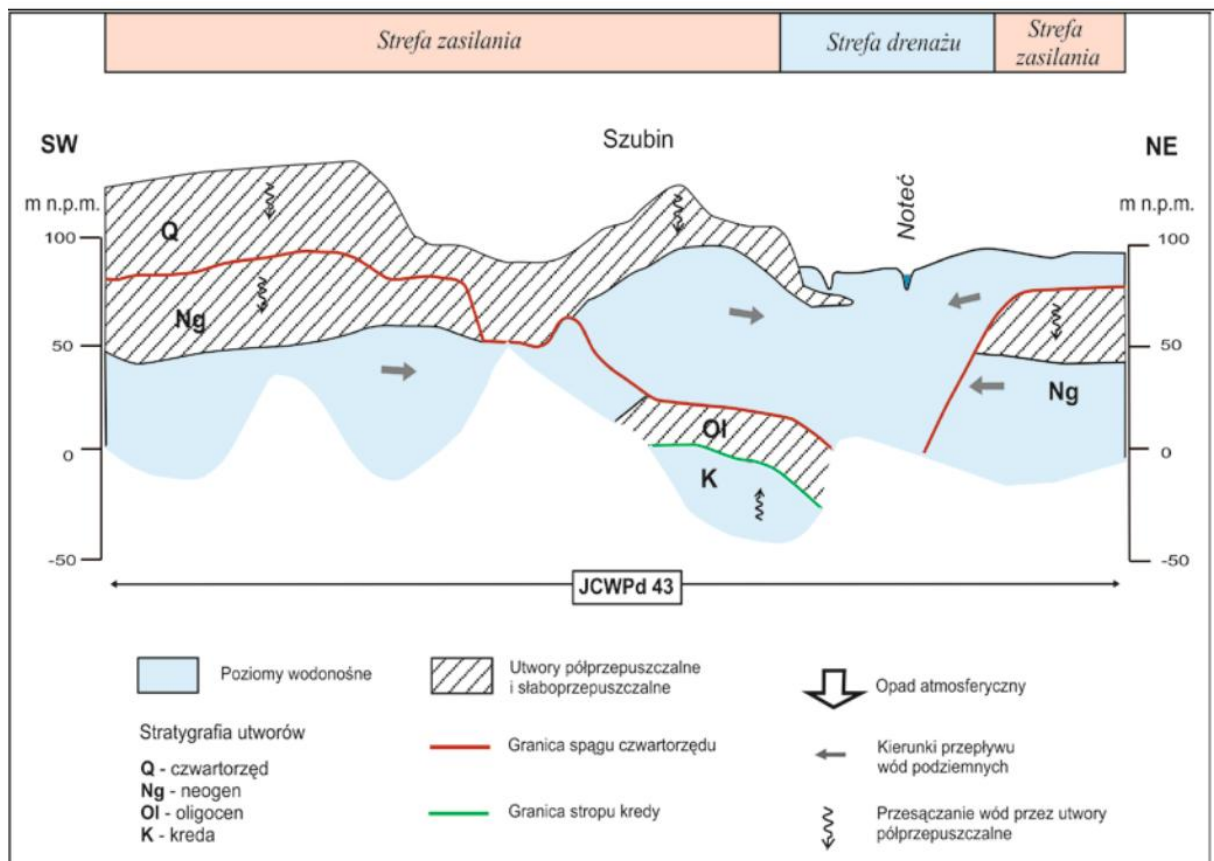 Strefa zasilania
Strefa drenażu
Strefa
zasilania
SW
Szubin
Noteć
NE
m n.p.m.
m n.p.m.
100
100
Q
Ng
50
50
Ng
Ol
0
0
K
-50
-50
JCWPd 43
Poziomy wodonośne
Utwory półprzepuszczalne
i słaboprzepuszczalne
Opad atmosferyczny
Stratygrafia utworów
Q - czwartorzęd
Ng - neogen
Ol - oligocen
K - kreda
Granica spągu czwartorzędu
Granica stropu kredy
Kierunki przepływu
wód podziemnych
Przesączanie wód przez utwory
półprzepuszczalne